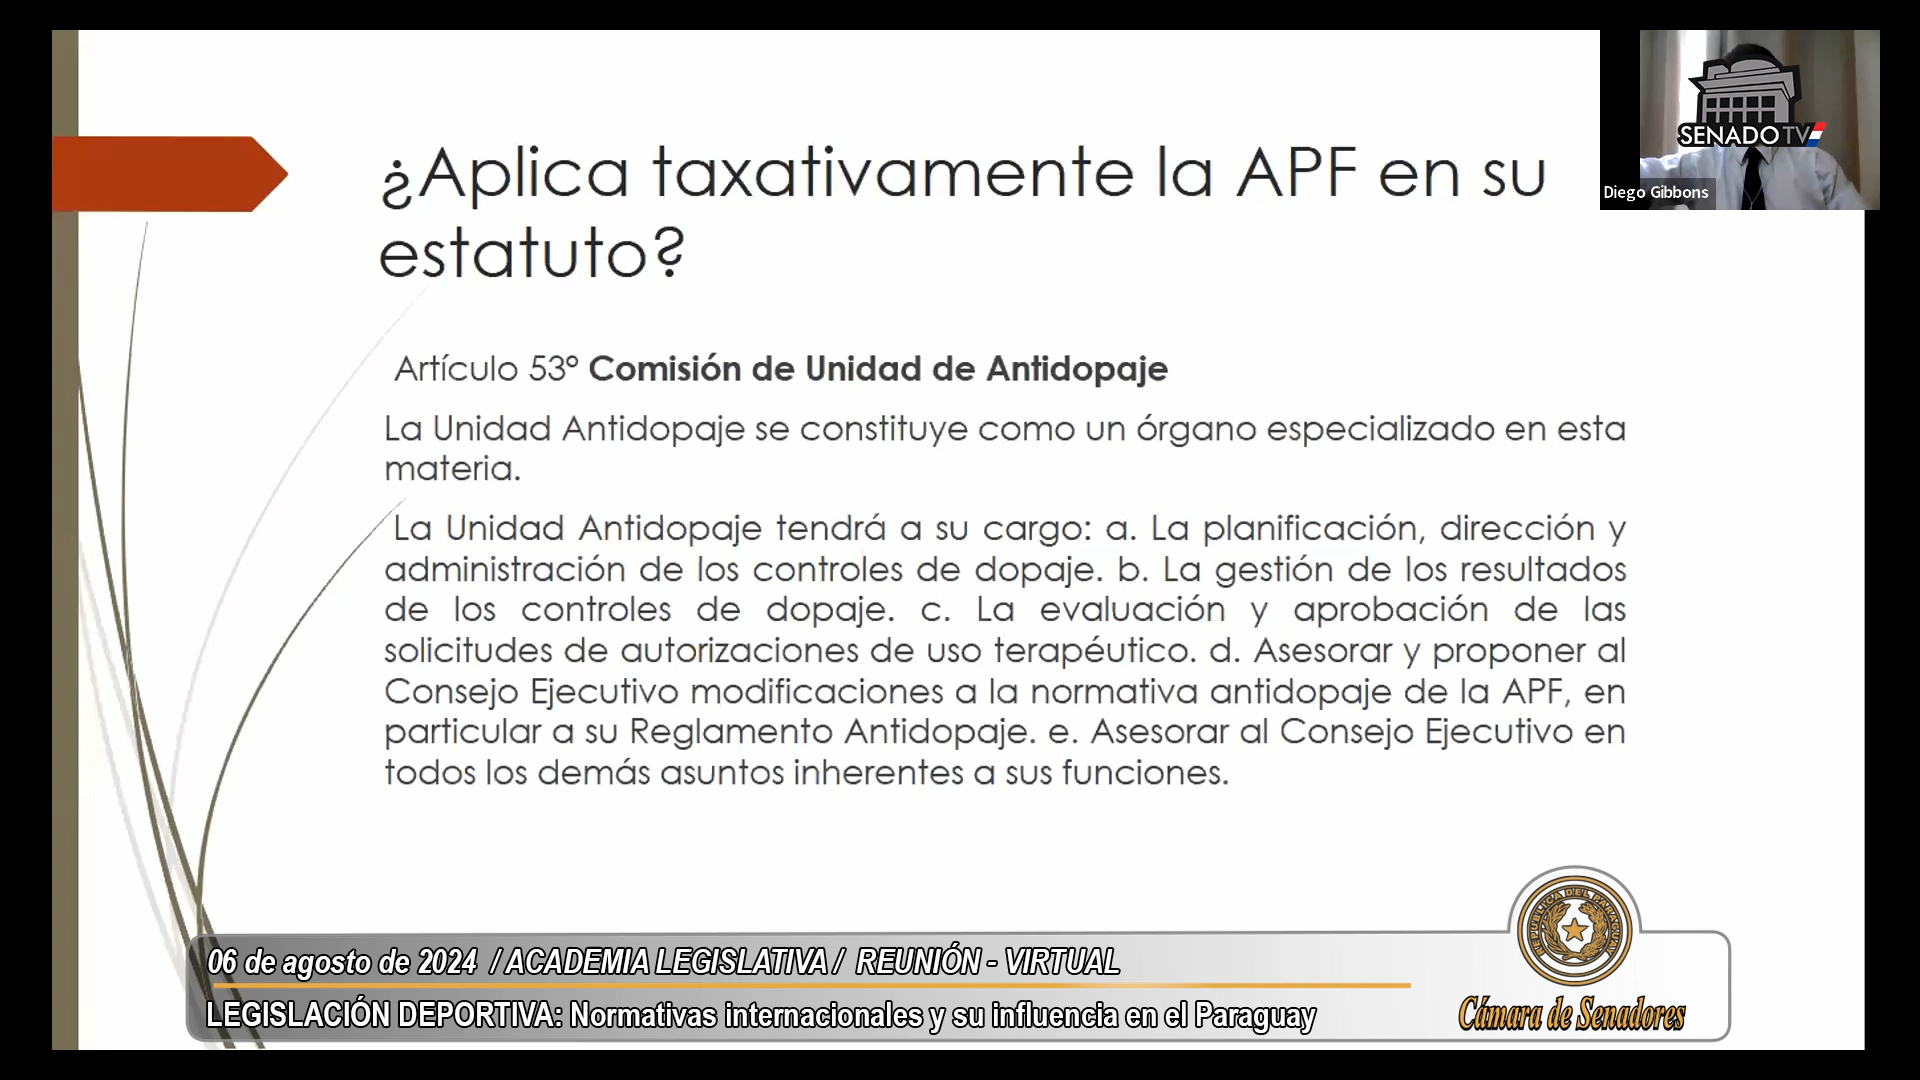 ¿Aplica taxativamente la APF en su
estatuto?
SENADO TV
Diego Gibbons
Artículo 53° Comisión de Unidad de Antidopaje
La Unidad Antidopaje se constituye como un órgano especializado en esta
materia.
La Unidad Antidopaje tendrá a su cargo: a. La planificación, dirección y
administración de los controles de dopaje. b. La gestión de los resultados
de los controles de dopaje. c. La evaluación y aprobación de las
solicitudes de autorizaciones de uso terapéutico. d. Asesorar y proponer al
Consejo Ejecutivo modificaciones a la normativa antidopaje de la APF, en
particular a su Reglamento Antidopaje. e. Asesorar al Consejo Ejecutivo en
todos los demás asuntos inherentes a sus funciones.
06 de agosto de 2024 / ACADEMIA LEGISLATIVA / REUNIÓN - VIRTUAL
LEGISLACIÓN DEPORTIVA: Normativas internacionales y su influencia en el Paraguay
REPUBLICA DEL PARAGUAY
Cámara de Senadores